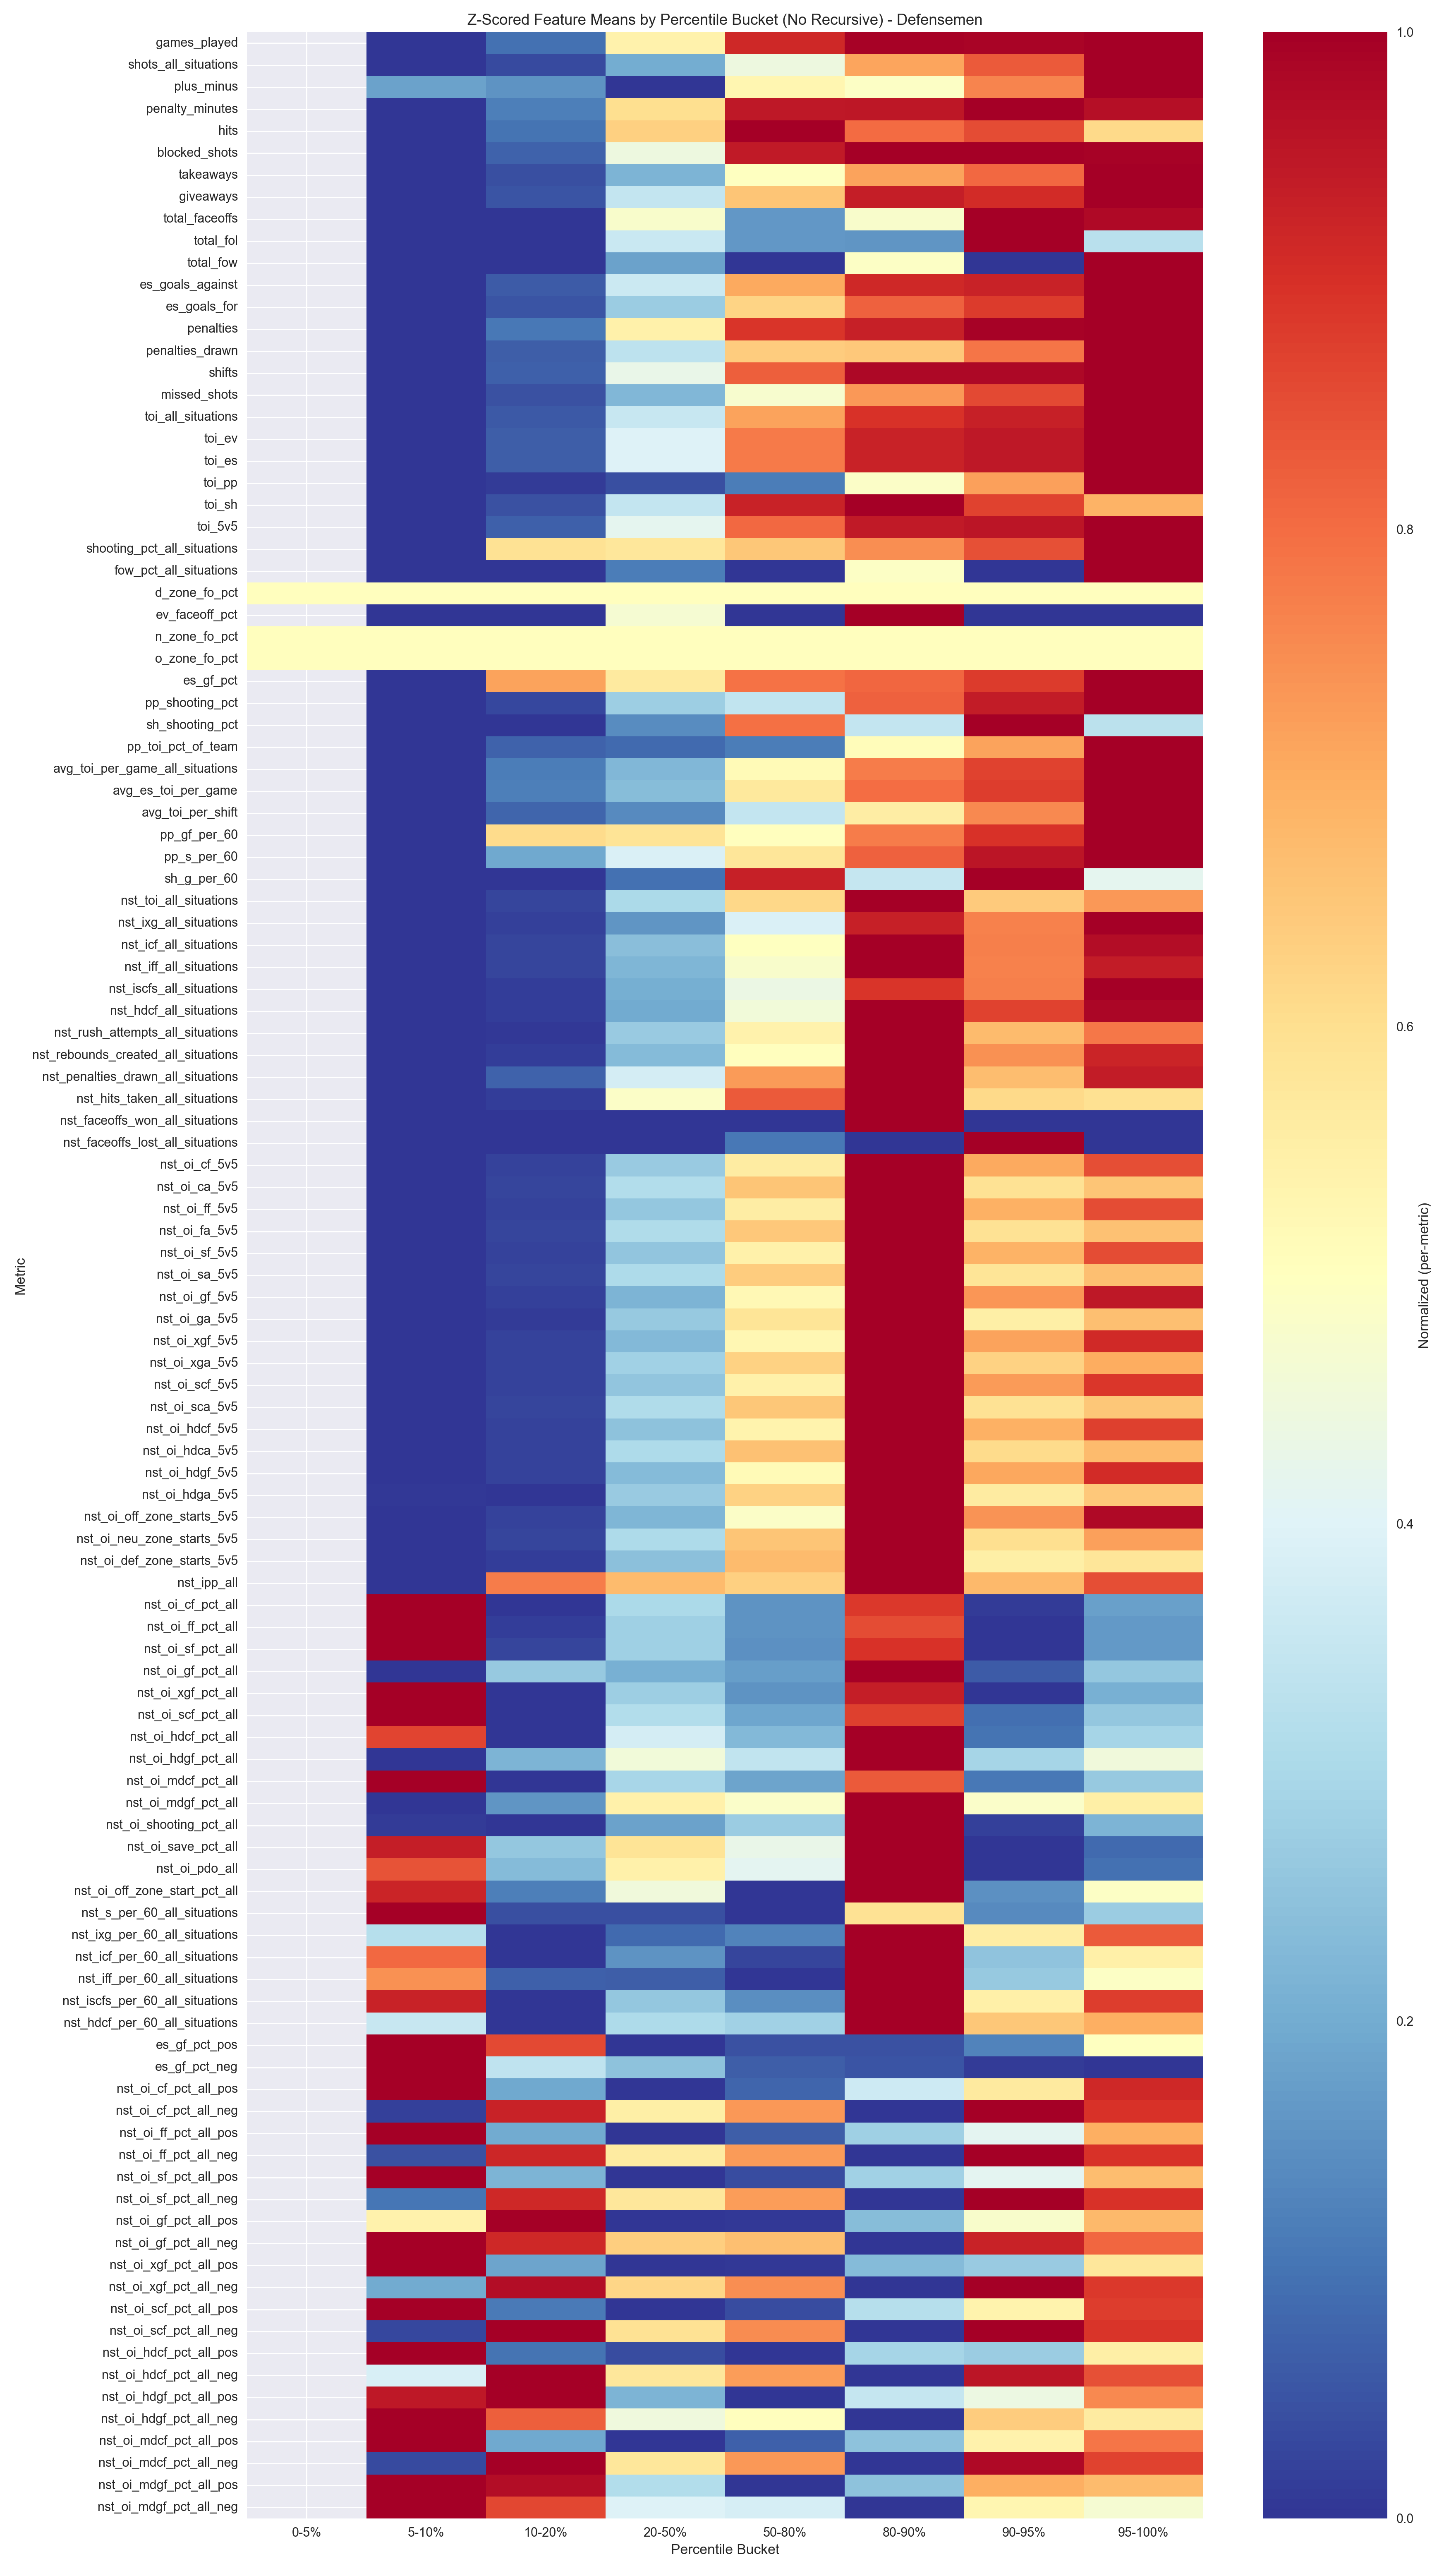 Z-Scored Feature Means by Percentile Bucket (No Recursive) - Defensemen
games_played
shots_all_situations
plus_minus
penalty_minutes
hits
blocked_shots
takeaways
giveaways
total_faceoffs
total_fol
total_fow
es_goals_against
es_goals_for
penalties
penalties_drawn
shifts
missed_shots
toi_all_situations
toi_ev
toi_es
toi_pp
toi_sh
toi_5v5
shooting_pct_all_situations
fow_pct_all_situations
d_zone_fo_pct
ev_faceoff_pct
n_zone_fo_pct
o_zone_fo_pct
es_gf_pct
pp_shooting_pct
sh_shooting_pct
pp_toi_pct_of_team
avg_toi_per_game_all_situations
avg_es_toi_per_game
avg_toi_per_shift
pp_gf_per_60
pp_s_per_60
sh_g_per_60
nst_toi_all_situations
nst_ixg_all_situations
nst_icf_all_situations
nst_iff_all_situations
nst_iscfs_all_situations
nst_hdcf_all_situations
nst_rush_attempts_all_situations
nst_rebounds_created_all_situations
nst_penalties_drawn_all_situations
nst_hits_taken_all_situations
nst_faceoffs_won_all_situations
nst_faceoffs_lost_all_situations
nst_oi_cf_5v5
nst_oi_ca_5v5
nst_oi_ff_5v5
nst_oi_fa_5v5
nst_oi_sf_5v5
nst_oi_sa_5v5
nst_oi_gf_5v5
nst_oi_ga_5v5
nst_oi_xgf_5v5
nst_oi_xga_5v5
nst_oi_scf_5v5
nst_oi_sca_5v5
nst_oi_hdcf_5v5
nst_oi_hdca_5v5
nst_oi_hdgf_5v5
nst_oi_hdga_5v5
nst_oi_off_zone_starts_5v5
nst_oi_neu_zone_starts_5v5
nst_oi_def_zone_starts_5v5
nst_ipp_all
nst_oi_cf_pct_all
nst_oi_ff_pct_all
nst_oi_sf_pct_all
nst_oi_gf_pct_all
nst_oi_xgf_pct_all
nst_oi_scf_pct_all
nst_oi_hdcf_pct_all
nst_oi_hdgf_pct_all
nst_oi_mdcf_pct_all
nst_oi_mdgf_pct_all
nst_oi_shooting_pct_all
nst_oi_save_pct_all
nst_oi_pdo_all
nst_oi_off_zone_start_pct_all
nst_s_per_60_all_situations
nst_ixg_per_60_all_situations
nst_icf_per_60_all_situations
nst_iff_per_60_all_situations
nst_iscfs_per_60_all_situations
nst_hdcf_per_60_all_situations
es_gf_pct_pos
es_gf_pct_neg
nst_oi_cf_pct_all_pos
nst_oi_cf_pct_all_neg
nst_oi_ff_pct_all_pos
nst_oi_ff_pct_all_neg
nst_oi_sf_pct_all_pos
nst_oi_sf_pct_all_neg
nst_oi_gf_pct_all_pos
nst_oi_gf_pct_all_neg
nst_oi_xgf_pct_all_pos
nst_oi_xgf_pct_all_neg
nst_oi_scf_pct_all_pos
nst_oi_scf_pct_all_neg
nst_oi_hdcf_pct_all_pos
nst_oi_hdcf_pct_all_neg
nst_oi_hdgf_pct_all_pos
nst_oi_hdgf_pct_all_neg
nst_oi_mdcf_pct_all_pos
nst_oi_mdcf_pct_all_neg
nst_oi_mdgf_pct_all_pos
nst_oi_mdgf_pct_all_neg
Metric
0-5% 5-10% 10-20% 20-50% 50-80% 80-90% 90-95% 95-100%
Percentile Bucket
1.0
0.8
0.6
0.4
0.2
0.0
Normalized (per-metric)